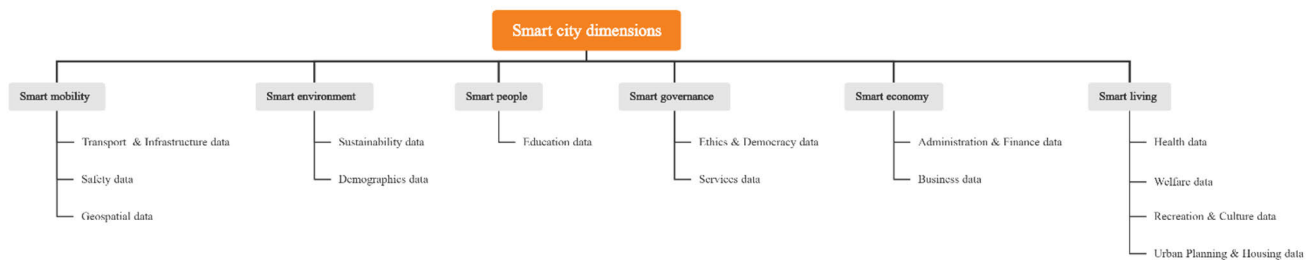 Smart city dimensions
Smart mobility
Transport & Infrastructure data
Safety data
Geospatial data
Smart environment
Sustainability data
Demographics data
Smart people
Education data
Smart governance
Ethics & Democracy data
Services data
Smart economy
Administration & Finance data
Business data
Smart living
Health data
Welfare data
Recreation & Culture data
Urban Planning & Housing data